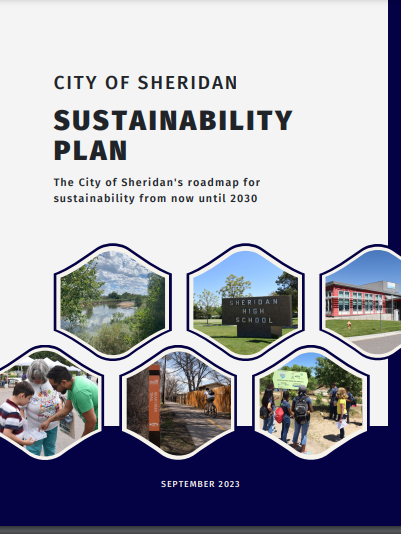 CITY OF SHERIDAN
SUSTAINABILITY
PLAN
The City of Sheridan's roadmap for
sustainability from now until 2030
SHERIDAN
HIGH
SCHOOL
SEPTEMBER 2023